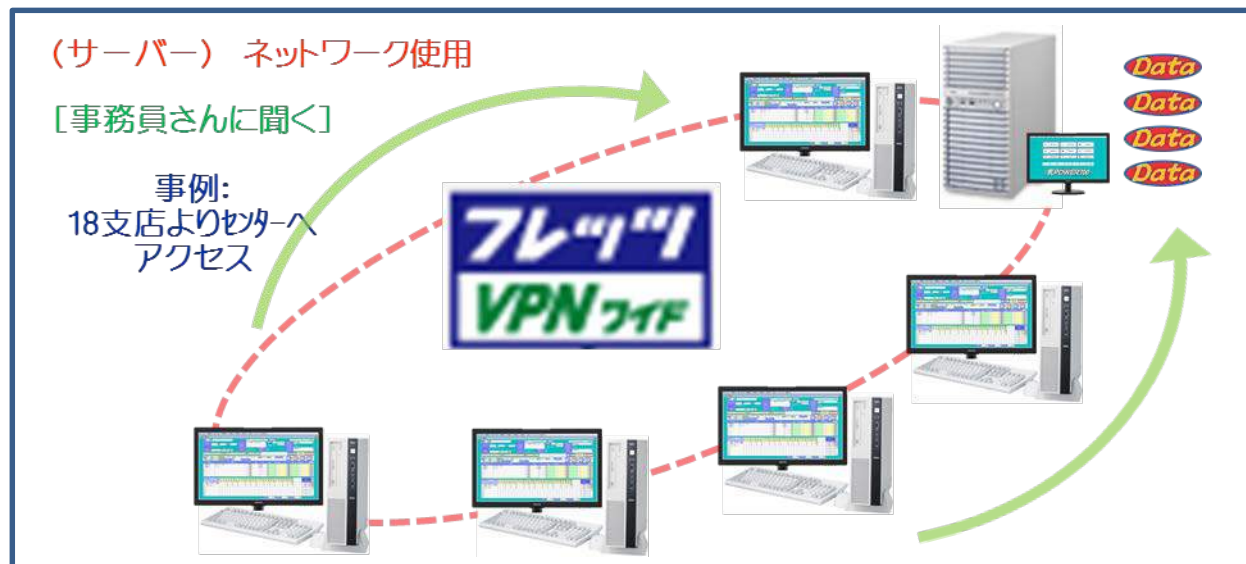 (サーバー) ネットワーク使用
[事務員さんに聞く]
事例:
18支店よりセンターへ
アクセス
フレッツ
VPNワイド
Data
Data
Data
Data